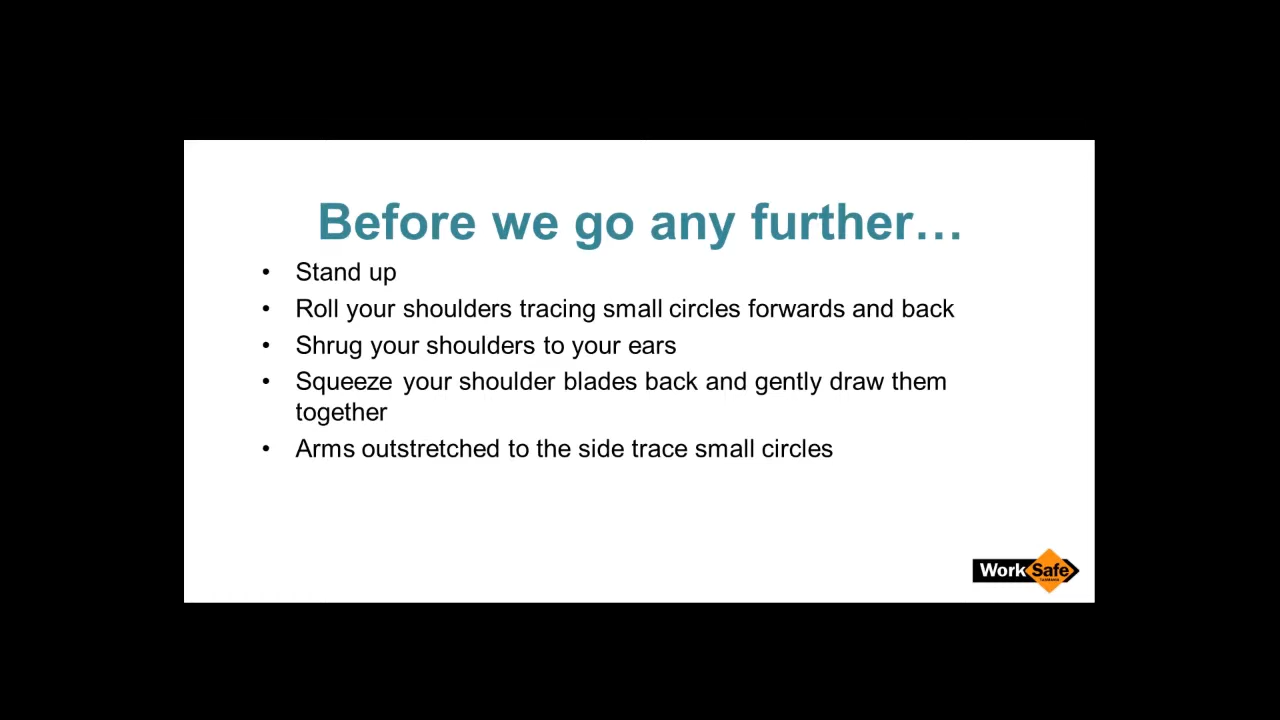 Before we go any further…
• Stand up
• Roll your shoulders tracing small circles forwards and back
• Shrug your shoulders to your ears
• Squeeze your shoulder blades back and gently draw them
together
• Arms outstretched to the side trace small circles
WorkSafe
TASMANIA